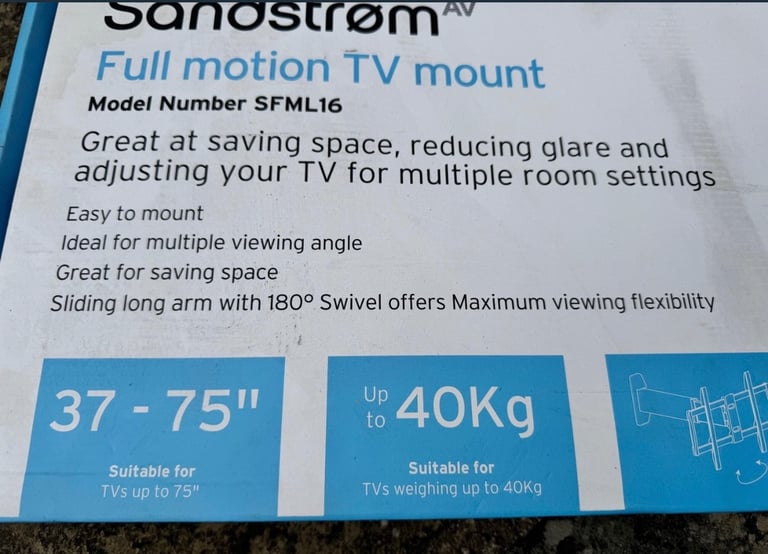 Sandstrøm AV
Full motion TV mount
Model Number SFML16
Great at saving space, reducing glare and
adjusting your TV for multiple room settings
Easy to mount
Ideal for multiple viewing angle
Great for saving space
Sliding long arm with 180° Swivel offers Maximum viewing flexibility
37 - 75"
Suitable for
TVs up to 75"
Up
to 40Kg
Suitable for
TVs weighing up to 40Kg